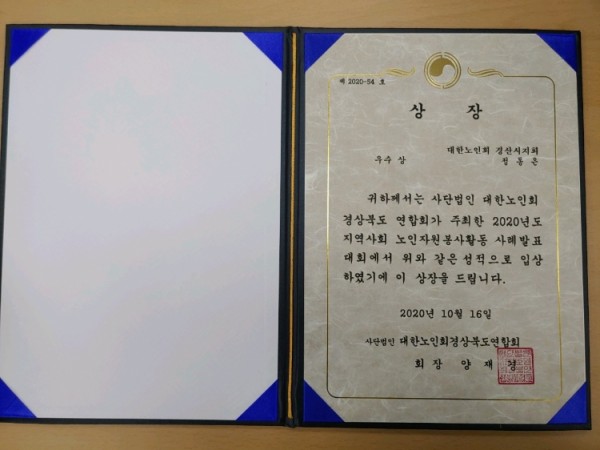 제 2020-54 호
상 장
대한노인회 경산시지회
우수상 정동은
귀하께서는 사단법인 대한노인회
경상북도 연합회가 주최한 2020년도
지역사회 노인자원봉사활동 사례발표
대회에서 위와 같은 성적으로 입상
하였기에 이 상장을 드립니다.
2020년 10월 16일
사단법인 대한노인회경상북도연합회
회장 양재경